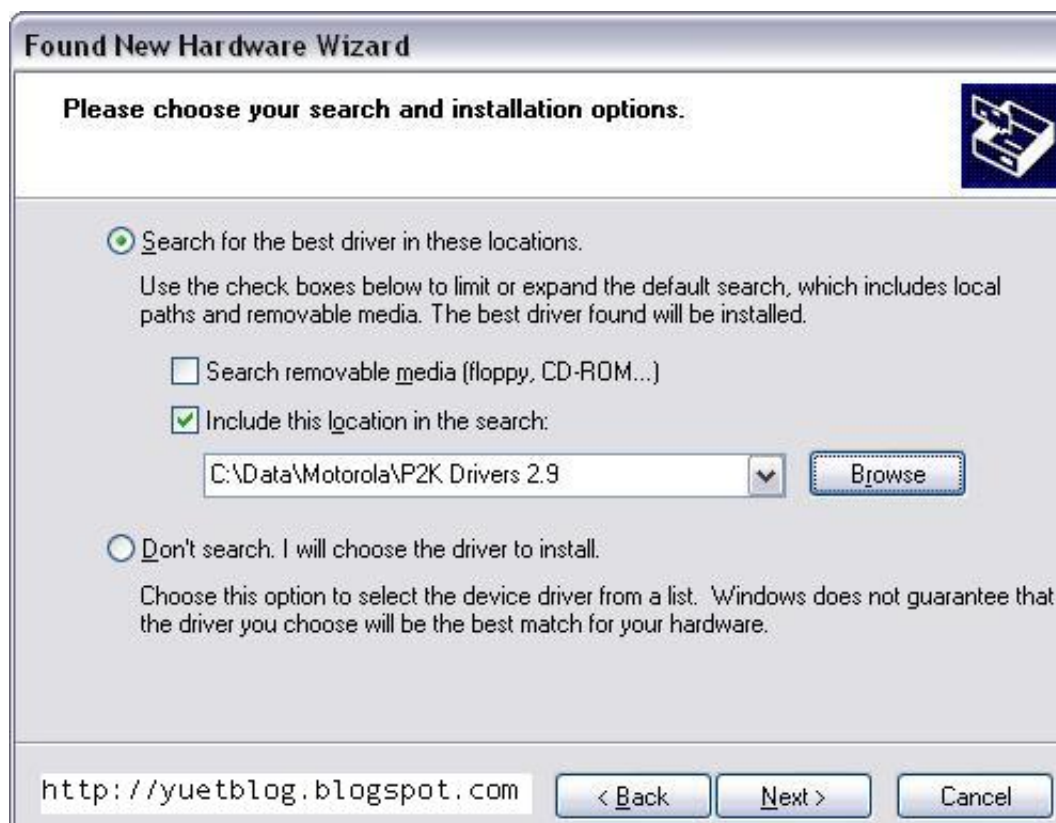 Found New Hardware Wizard
Please choose your search and installation options.
Search for the best driver in these locations.
Use the check boxes below to limit or expand the default search, which includes local
paths and removable media. The best driver found will be installed.
Search removable media (floppy, CD-ROM...)
Include this location in the search:
C:\Data\Motorola\P2K Drivers 2.9
Browse
Don't search. I will choose the driver to install.
Choose this option to select the device driver from a list. Windows does not guarantee that
the driver you choose will be the best match for your hardware.
http://yuetblog.blogspot.com
< Back
Next >
Cancel